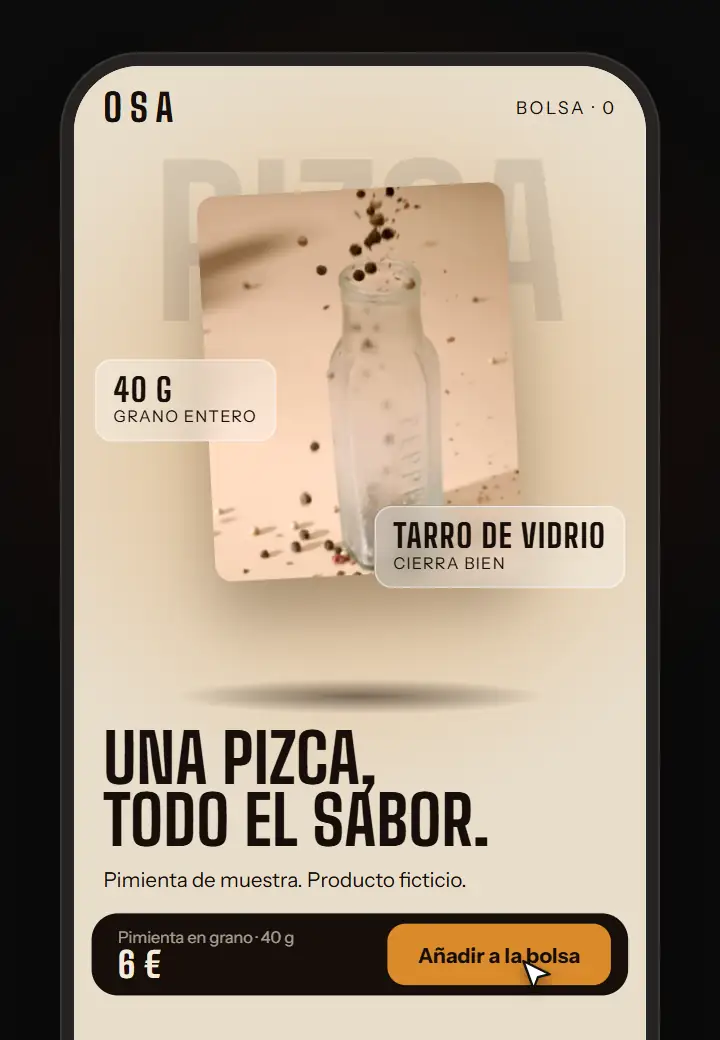 OSA
BOLSA · 0
PIZCA
40 G
GRANO ENTERO
TARRO DE VIDRIO
CIERRA BIEN
UNA PIZCA,
TODO EL SABOR.
Pimienta de muestra. Producto ficticio.
Pimienta en grano · 40 g
6 €
Añadir a la bolsa